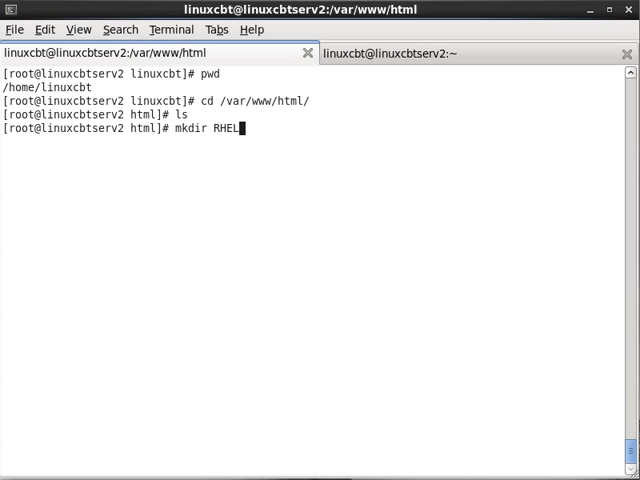 linuxcbt@linuxcbtserv2:/var/www/html
File Edit View Search Terminal Tabs Help
linuxcbt@linuxcbtserv2:/var/www/html
linuxcbt@linuxcbtserv2:~
[root@linuxcbtserv2 linuxcbt]# pwd
/home/linuxcbt
[root@linuxcbtserv2 linuxcbt]# cd /var/www/html/
[root@linuxcbtserv2 html]# ls
[root@linuxcbtserv2 html]# mkdir RHEL